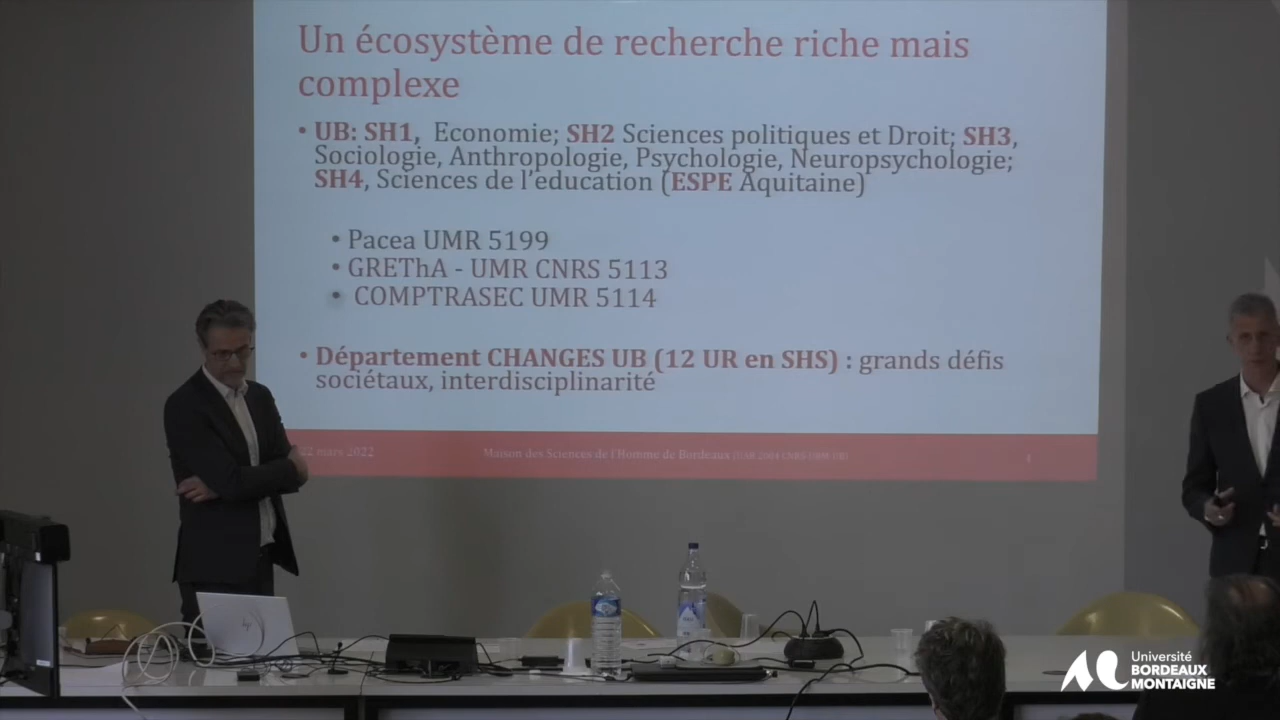 Un écosystème de recherche riche mais
complexe
• UB: SH1, Economie; SH2 Sciences politiques et Droit; SH3,
Sociologie, Anthropologie, Psychologie, Neuropsychologie;
SH4, Sciences de l'education (ESPE Aquitaine)
• Pacea UMR 5199
• GREThA - UMR CNRS 5113
• COMPTRASEC UMR 5114
• Département CHANGES UB (12 UR en SHS) : grands défis
sociétaux, interdisciplinarité
22 mars 2022
Maison des Sciences de l'Homme de Bordeaux
hp
Université
BORDEAUX
MONTAIGNE